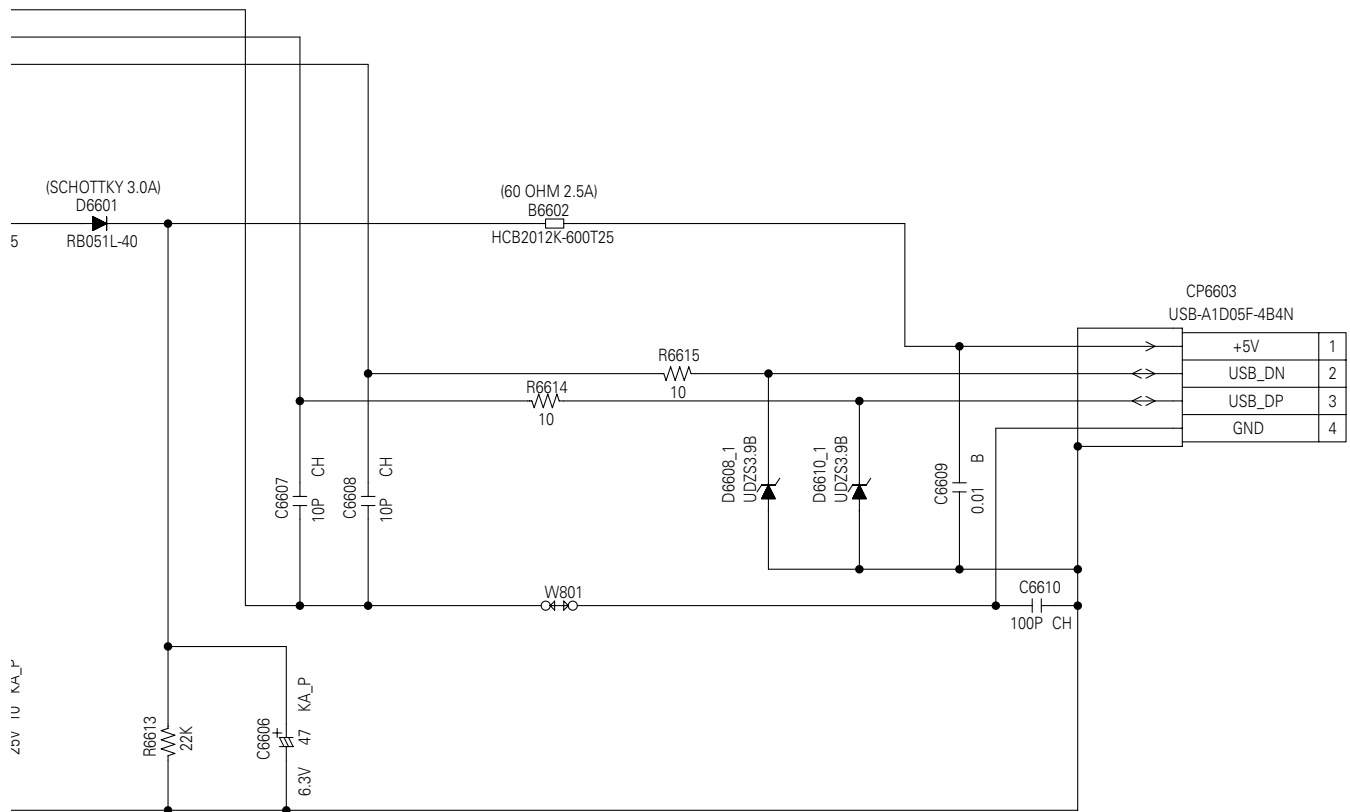 (SCHOTTKY 3.0A)
D6601
RB051L-40
5
(60 OHM 2.5A)
B6602
HCB2012K-600T25
CP6603
USB-A1D05F-4B4N
+5V 1
USB_DN 2
USB_DP 3
GND 4
R6615
10
R6614
10
C6607
10P CH
C6608
10P CH
D6608_1
UDZS3.9B
D6610_1
UDZS3.9B
C6609
0.01 B
W801
C6610
100P CH
25V 10 KA_P
R6613
22K
C6606
+
6.3V 47 KA_P